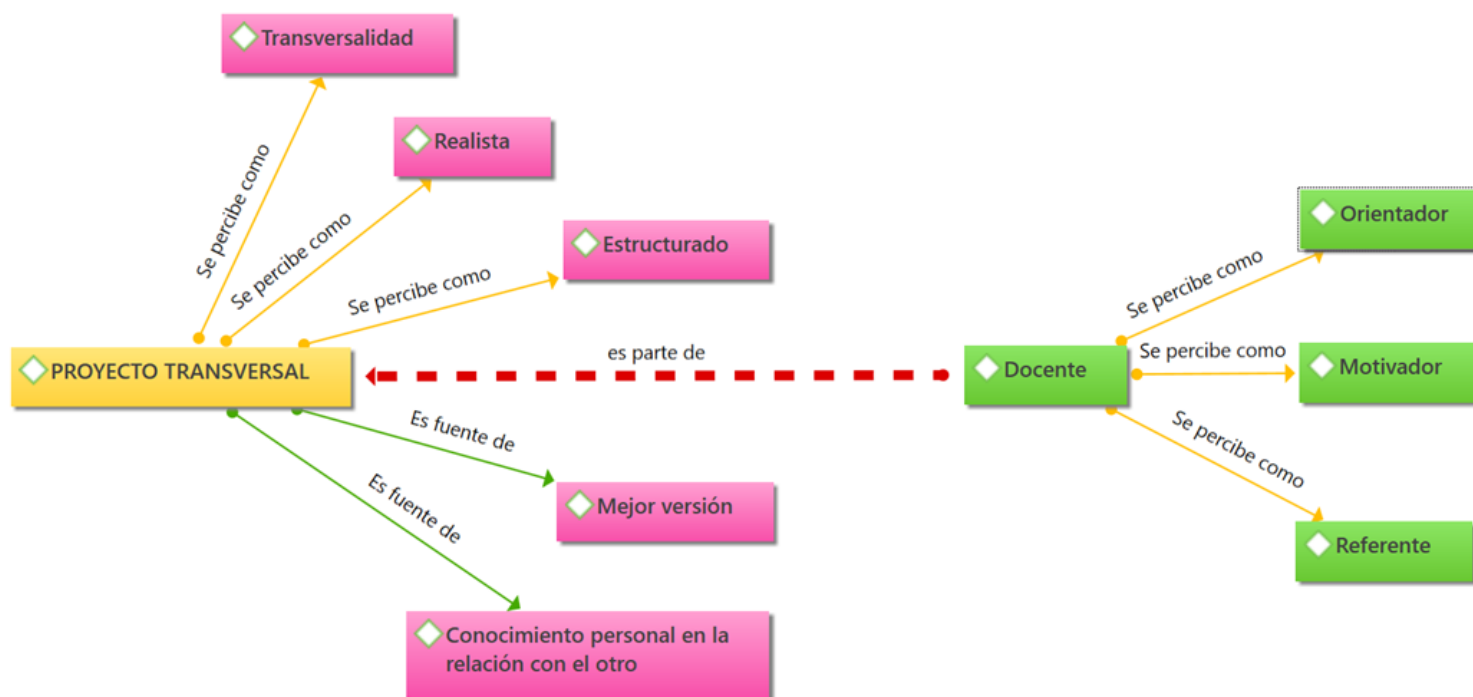 Transversalidad
Se percibe como
Realista
Se percibe como
Estructurado
Se percibe como
PROYECTO TRANSVERSAL
es parte de
Docente
Se percibe como
Orientador
Se percibe como
Motivador
Se percibe como
Referente
Es fuente de
Mejor versión
Es fuente de
Conocimiento personal en la
relación con el otro